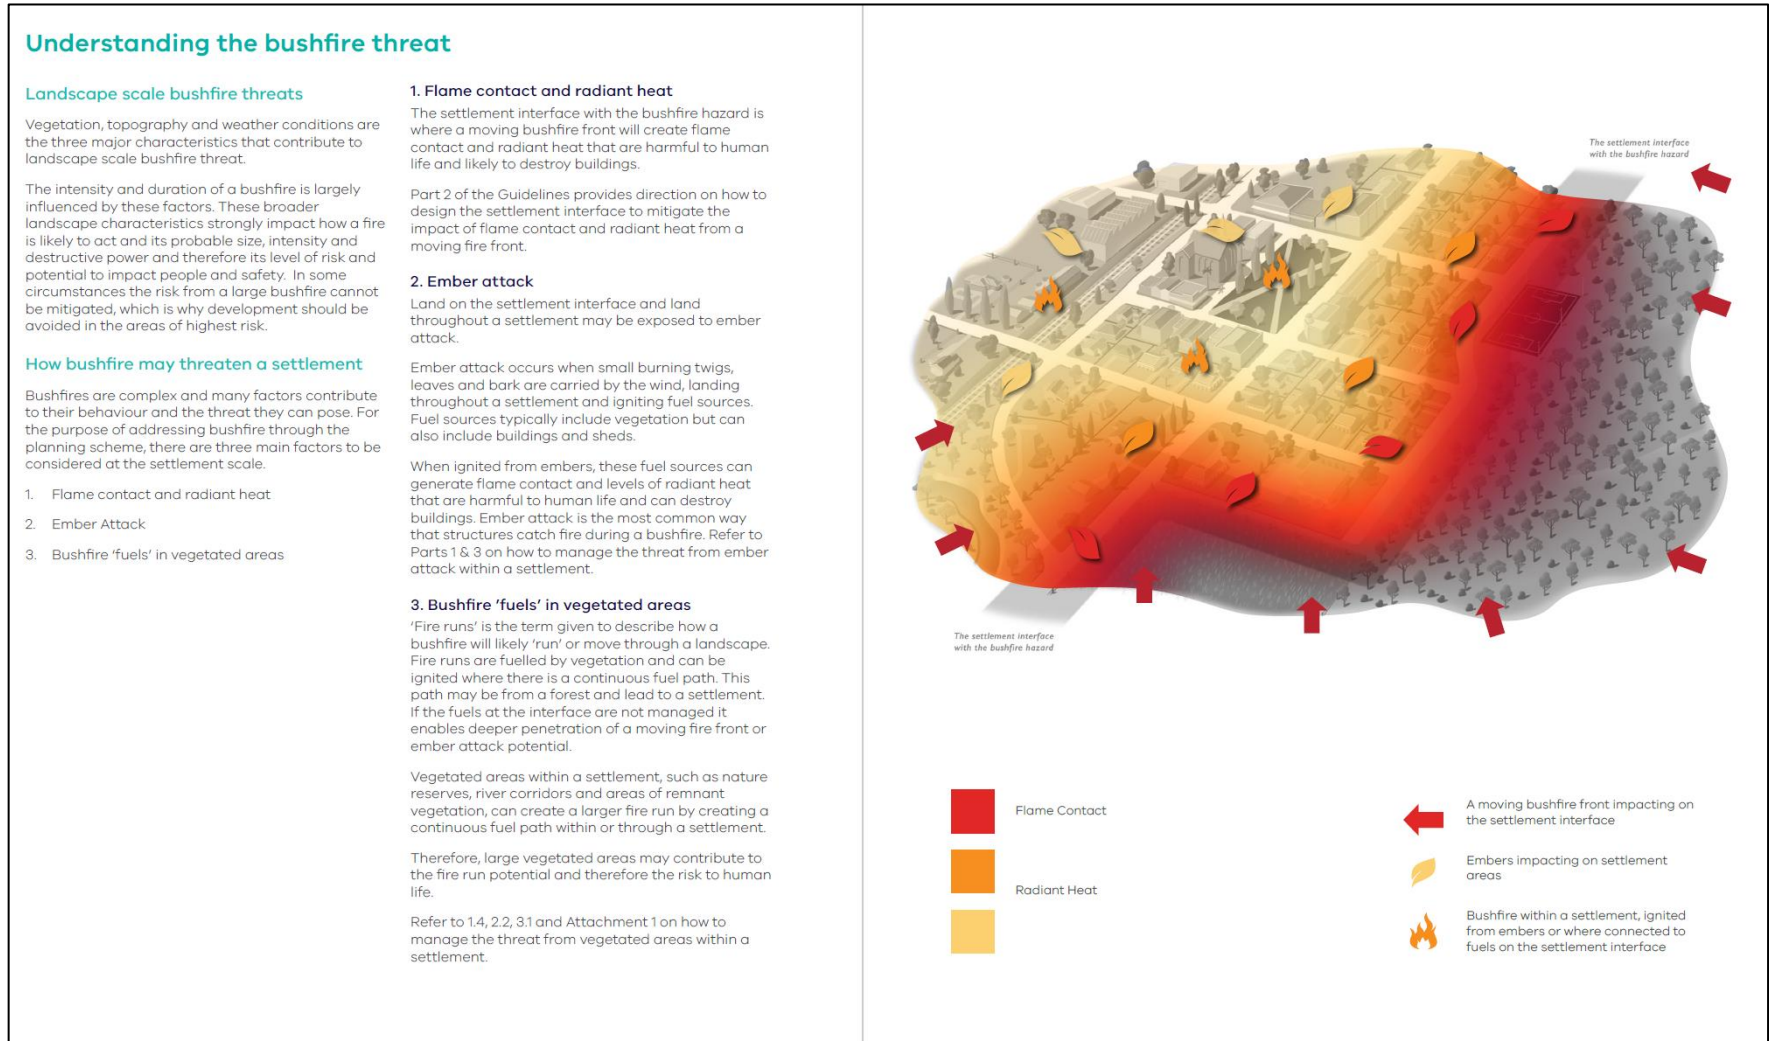 Understanding the bushfire threat
Landscape scale bushfire threats
Vegetation, topography and weather conditions are
the three major characteristics that contribute to
landscape scale bushfire threat.
The intensity and duration of a bushfire is largely
influenced by these factors. These broader
landscape characteristics strongly impact how a fire
is likely to act and its probable size, intensity and
destructive power and therefore its level of risk and
potential to impact people and safety. In some
circumstances the risk from a large bushfire cannot
be mitigated, which is why development should be
avoided in the areas of highest risk.
How bushfire may threaten a settlement
Bushfires are complex and many factors contribute
to their behaviour and the threat they can pose. For
the purpose of addressing bushfire through the
planning scheme, there are three main factors to be
considered at the settlement scale.
1. Flame contact and radiant heat
2. Ember Attack
3. Bushfire ‘fuels’ in vegetated areas
1. Flame contact and radiant heat
The settlement interface with the bushfire hazard is
where a moving bushfire front will create flame
contact and radiant heat that are harmful to human
life and likely to destroy buildings.
Part 2 of the Guidelines provides direction on how to
design the settlement interface to mitigate the
impact of flame contact and radiant heat from a
moving fire front.
2. Ember attack
Land on the settlement interface and land
throughout a settlement may be exposed to ember
attack.
Ember attack occurs when small burning twigs,
leaves and bark are carried by the wind, landing
throughout a settlement and igniting fuel sources.
Fuel sources typically include vegetation but can
also include buildings and sheds.
When ignited from embers, these fuel sources can
generate flame contact and levels of radiant heat
that are harmful to human life and can destroy
buildings. Ember attack is the most common way
that structures catch fire during a bushfire. Refer to
Parts 1 & 3 on how to manage the threat from ember
attack within a settlement.
3. Bushfire ‘fuels’ in vegetated areas
‘Fire runs’ is the term given to describe how a
bushfire will likely ‘run’ or move through a landscape.
Fire runs are fuelled by vegetation and can be
ignited where there is a continuous fuel path. This
path may be from a forest and lead to a settlement.
If the fuels at the interface are not managed it
enables deeper penetration of a moving fire front or
ember attack potential.
Vegetated areas within a settlement, such as nature
reserves, river corridors and areas of remnant
vegetation, can create a larger fire run by creating a
continuous fuel path within or through a settlement.
Therefore, large vegetated areas may contribute to
the fire run potential and therefore the risk to human
life.
Refer to 1.4, 2.2, 3.1 and Attachment 1 on how to
manage the threat from vegetated areas within a
settlement.
The settlement interface
with the bushfire hazard
The settlement interface
with the bushfire hazard
Flame Contact
Radiant Heat
A moving bushfire front impacting on
the settlement interface
Embers impacting on settlement
areas
Bushfire within a settlement, ignited
from embers or where connected to
fuels on the settlement interface